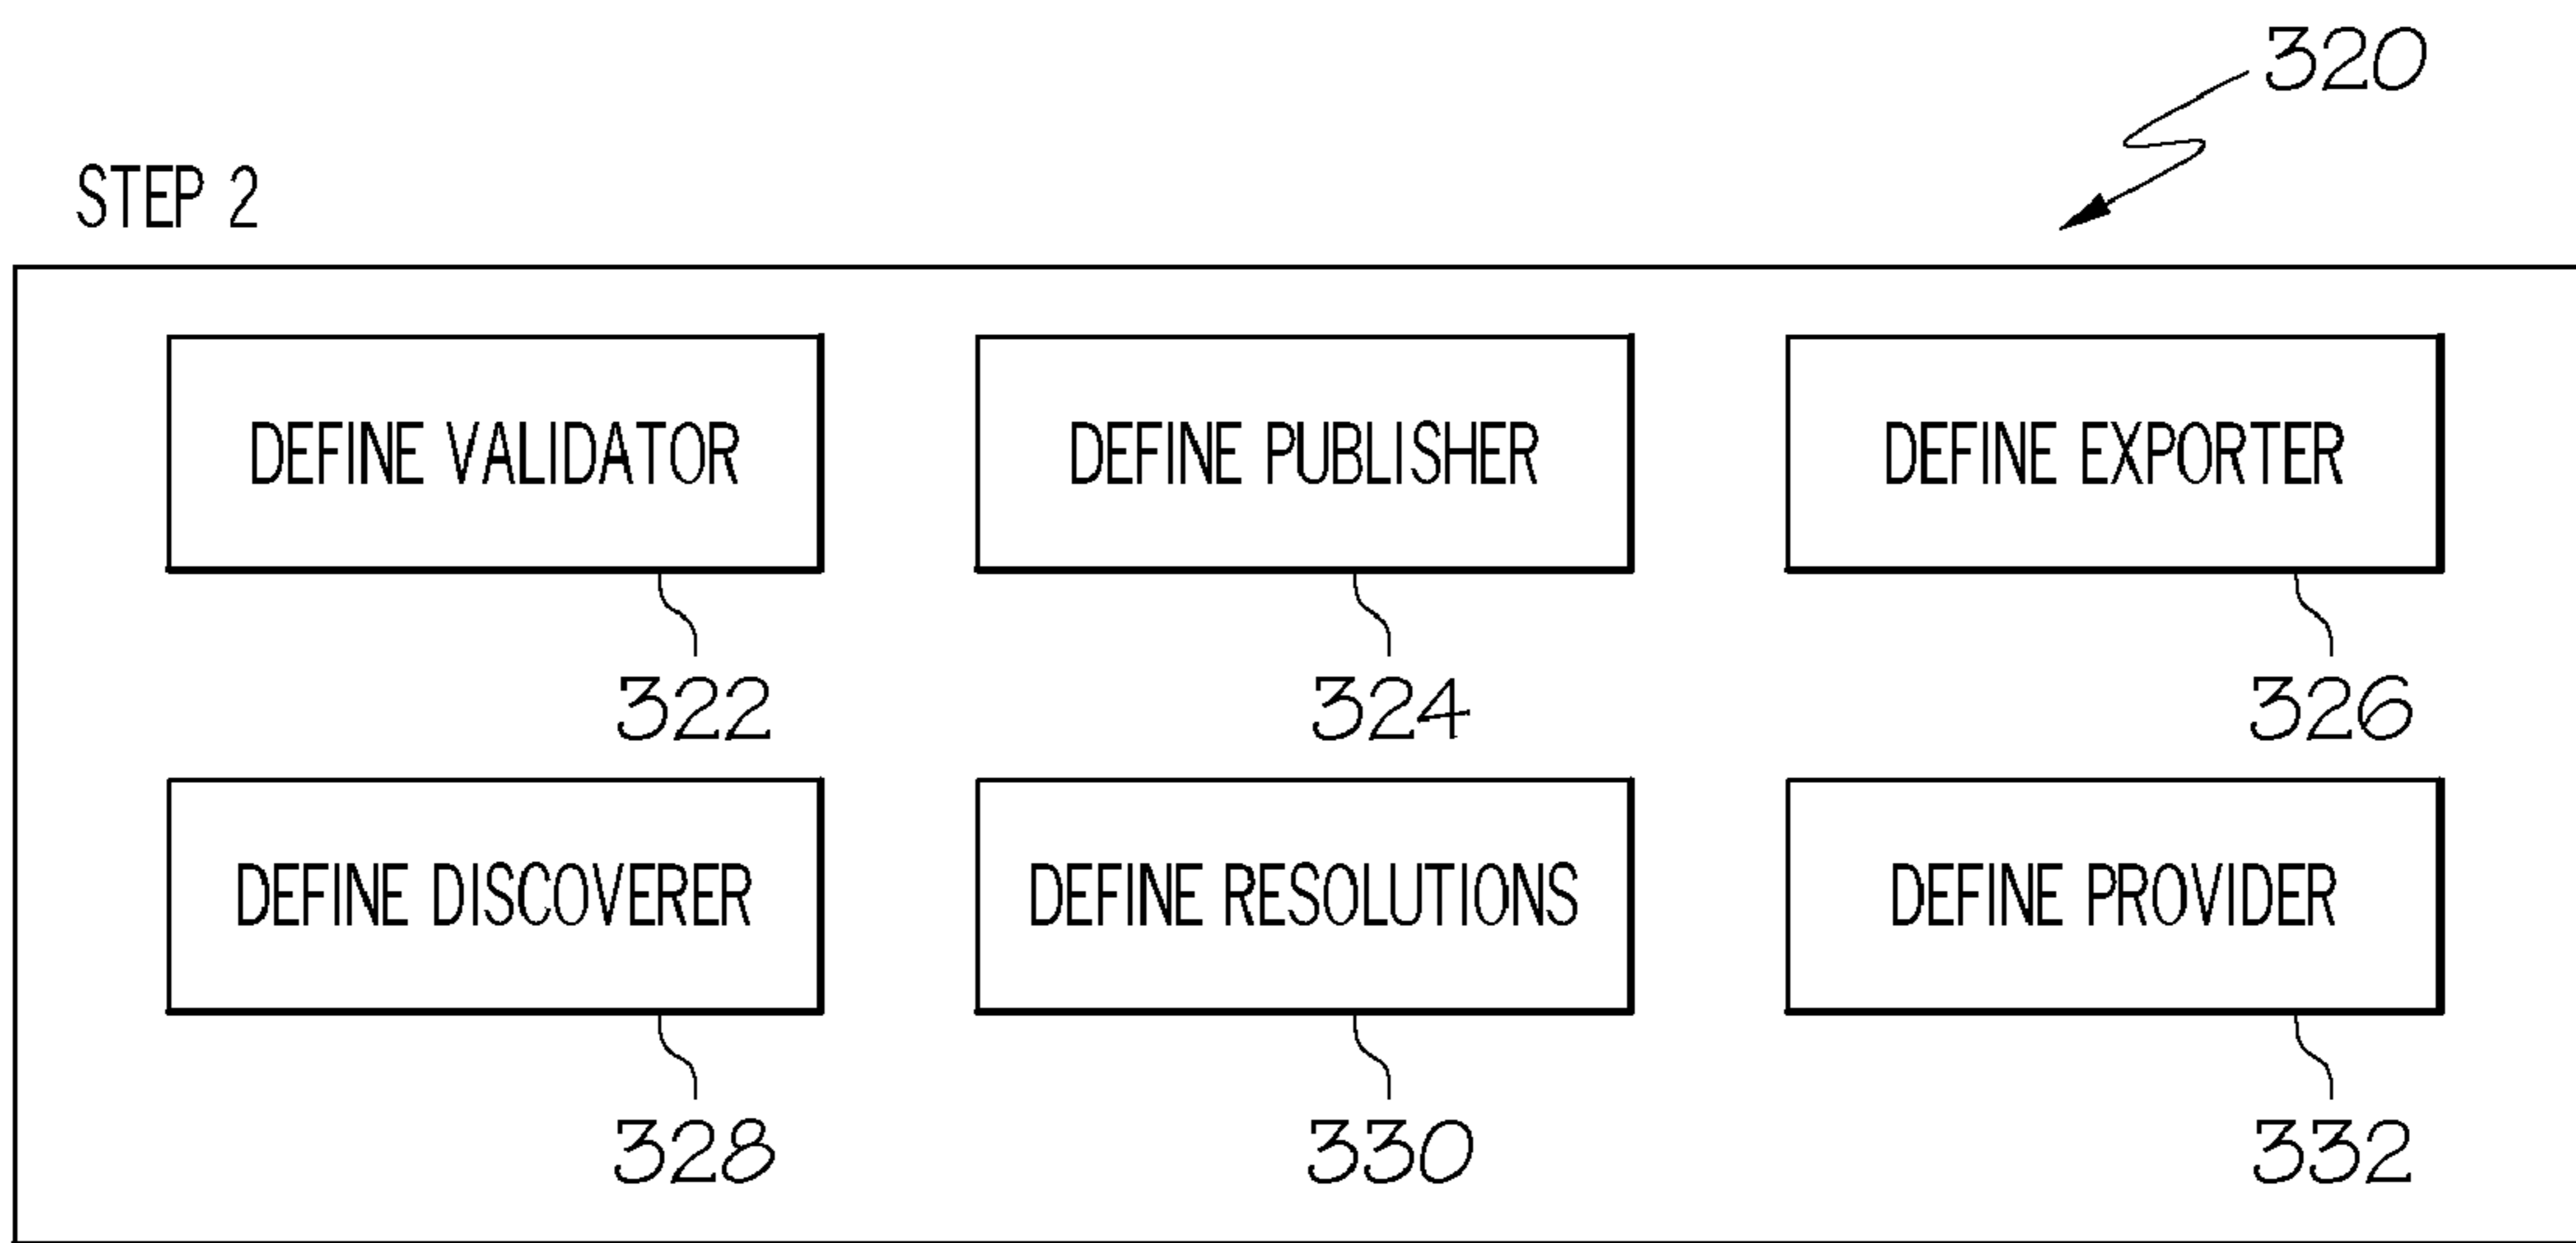 320
STEP 2
DEFINE VALIDATOR
DEFINE PUBLISHER
DEFINE EXPORTER
322
324
326
DEFINE DISCOVERER
DEFINE RESOLUTIONS
DEFINE PROVIDER
328
330
332